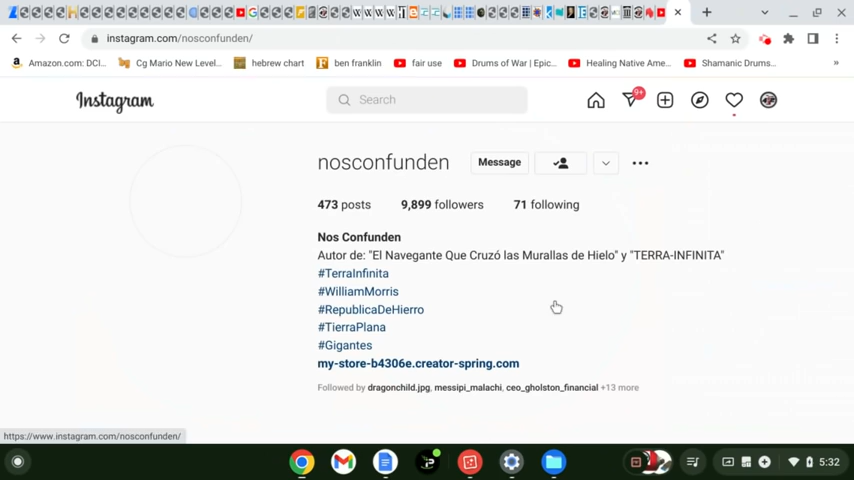 instagram.com/nosconfunden/
Amazon.com: DCI...
Cg Mario New Level...
hebrew chart
ben franklin
fair use
Drums of War | Epic...
Healing Native Ame...
Shamanic Drums...
Instagram
Search
9+
nosconfunden
Message
473 posts
9,899 followers
71 following
Nos Confunden
Autor de: "El Navegante Que Cruzó las Murallas de Hielo" y "TERRA-INFINITA"
#TerraInfinita
#WilliamMorris
#RepublicaDeHierro
#TierraPlana
#Gigantes
my-store-b4306e.creator-spring.com
Followed by dragonchild.jpg, messipi_malachi, ceo_gholston_financial +13 more
https://www.instagram.com/nosconfunden/
5:32